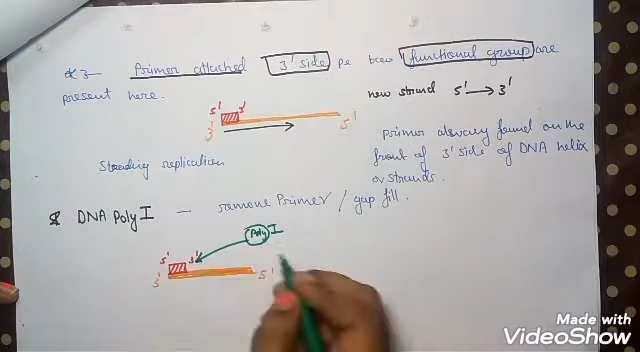 *3- Primer attached 3' side pe bcw functional group are
present here.
new strand 5' → 3'
5' 3'
3' 5'
Primer always found on the
front of 3' side of DNA helix
or strands.
replication
* DNA Poly I - remove Primer / gap fill.
Poly I
5' 3'
3' 5'
Made with
VideoShow